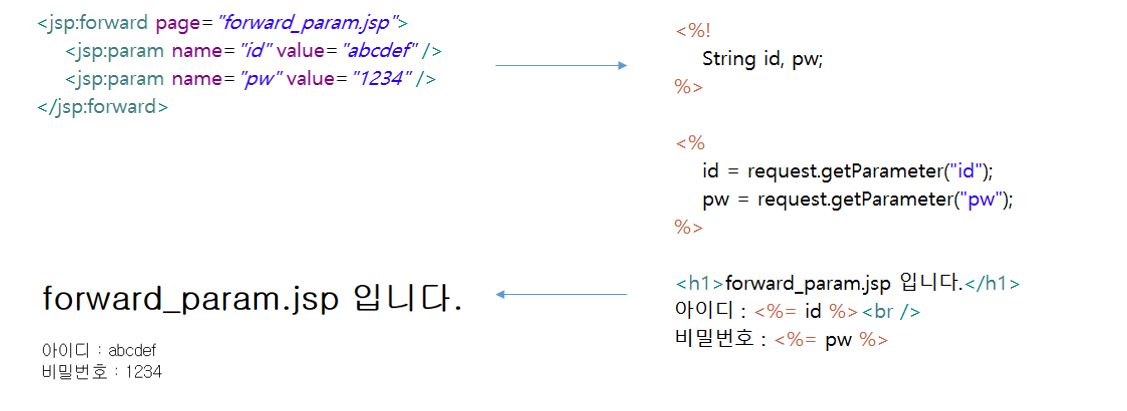 <jsp:forward page="forward_param.jsp">
<jsp:param name="id" value="abcdef" />
<jsp:param name="pw" value="1234" />
</jsp:forward>
<%!
String id, pw;
%>
<%
id = request.getParameter("id");
pw = request.getParameter("pw");
%>
<h1>forward_param.jsp 입니다.</h1>
아이디 : <%= id %><br />
비밀번호 : <%= pw %>
forward_param.jsp 입니다.
아이디 : abcdef
비밀번호 : 1234